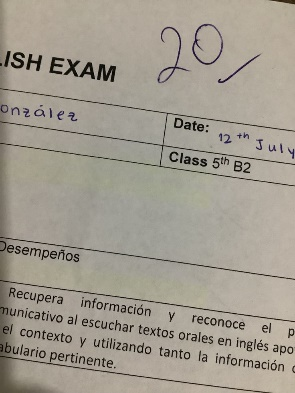 20
LISH EXAM
onzález
Date: 12th July
Class 5th B2
Desempeños
Recupera información y reconoce el p
municativo al escuchar textos orales en inglés apo
el contexto y utilizando tanto la información
abulario pertinente.